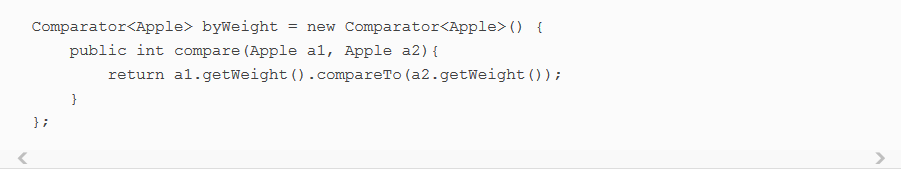 Comparator<Apple> byWeight = new Comparator<Apple>() {
    public int compare(Apple a1, Apple a2){
        return a1.getWeight().compareTo(a2.getWeight());
    }
};